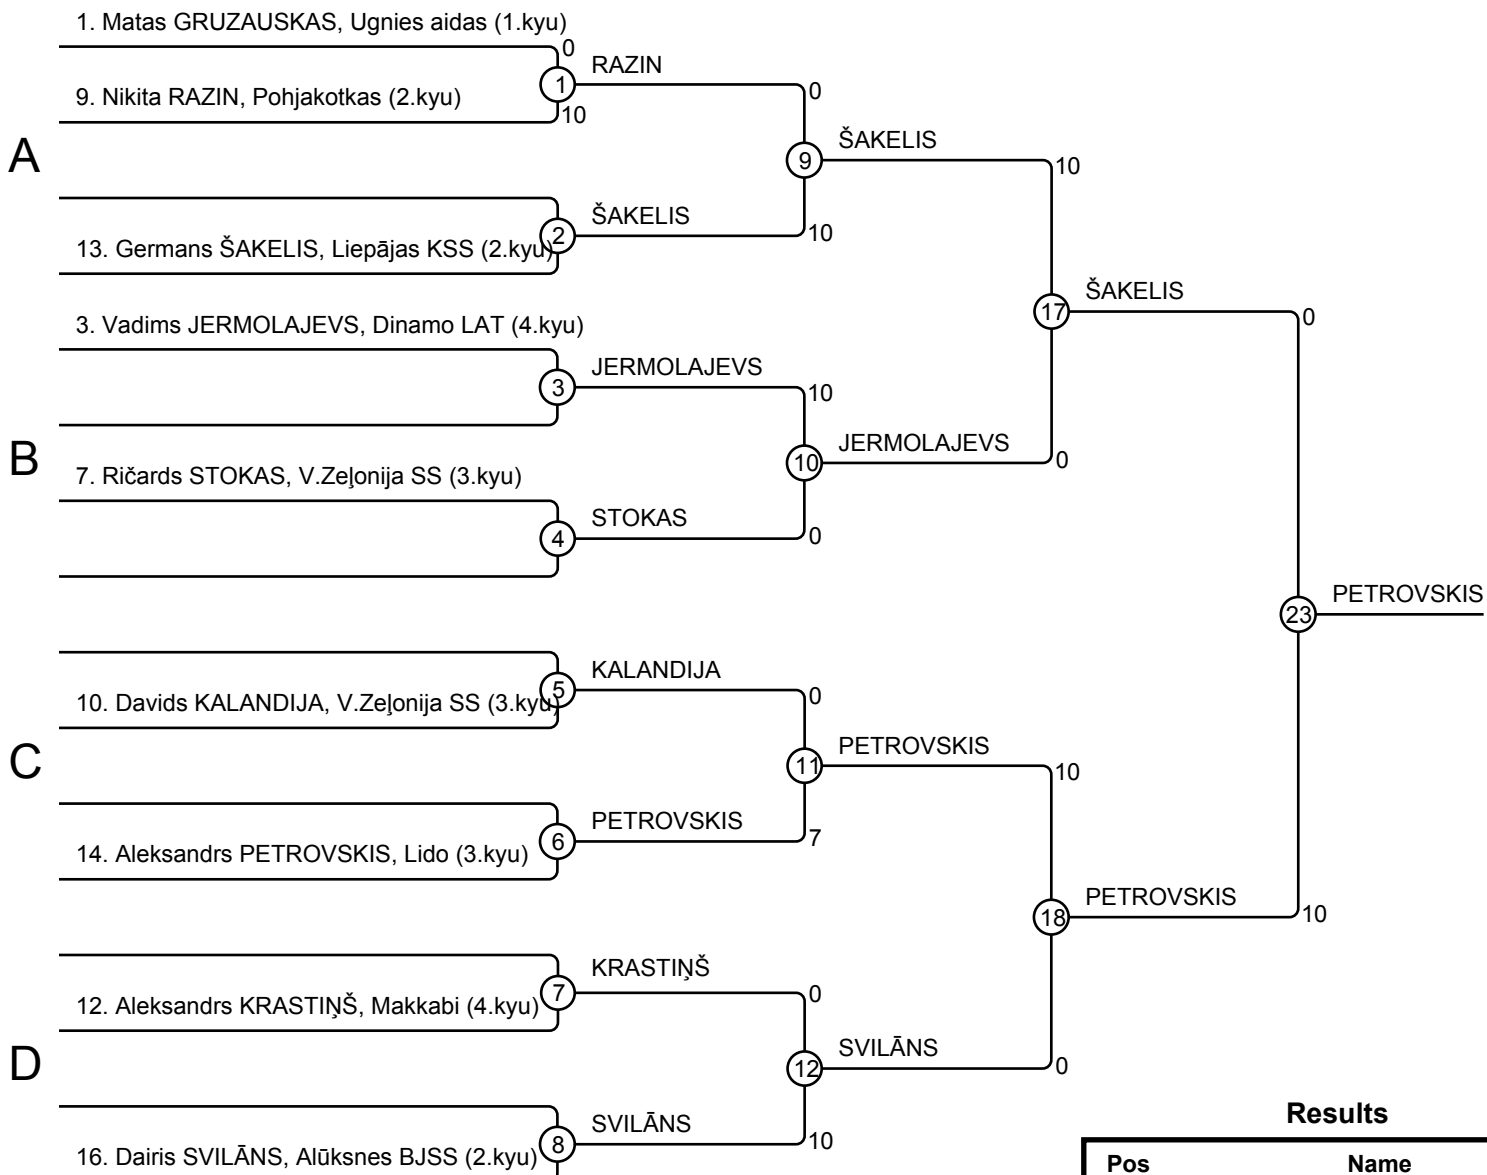 1. Matas GRUZAUSKAS, Ugnies aidas (1.kyu)
0
1
RAZIN
9. Nikita RAZIN, Pohjakotkas (2.kyu)
10
0
A
9
ŠAKELIS
10
2
ŠAKELIS
10
13. Germans ŠAKELIS, Liepājas KSS (2.kyu)
17
ŠAKELIS
0
3. Vadims JERMOLAJEVS, Dinamo LAT (4.kyu)
3
JERMOLAJEVS
10
B
10
JERMOLAJEVS
0
7. Ričards STOKAS, V.Zeļonija SS (3.kyu)
4
STOKAS
0
23
PETROVSKIS
5
KALANDIJA
0
10. Davids KALANDIJA, V.Zeļonija SS (3.kyu)
C
11
PETROVSKIS
10
6
PETROVSKIS
7
14. Aleksandrs PETROVSKIS, Lido (3.kyu)
18
PETROVSKIS
10
7
KRASTIŅŠ
0
12. Aleksandrs KRASTIŅŠ, Makkabi (4.kyu)
D
12
SVILĀNS
0
8
SVILĀNS
10
16. Dairis SVILĀNS, Alūksnes BJSS (2.kyu)
Results
Pos Name